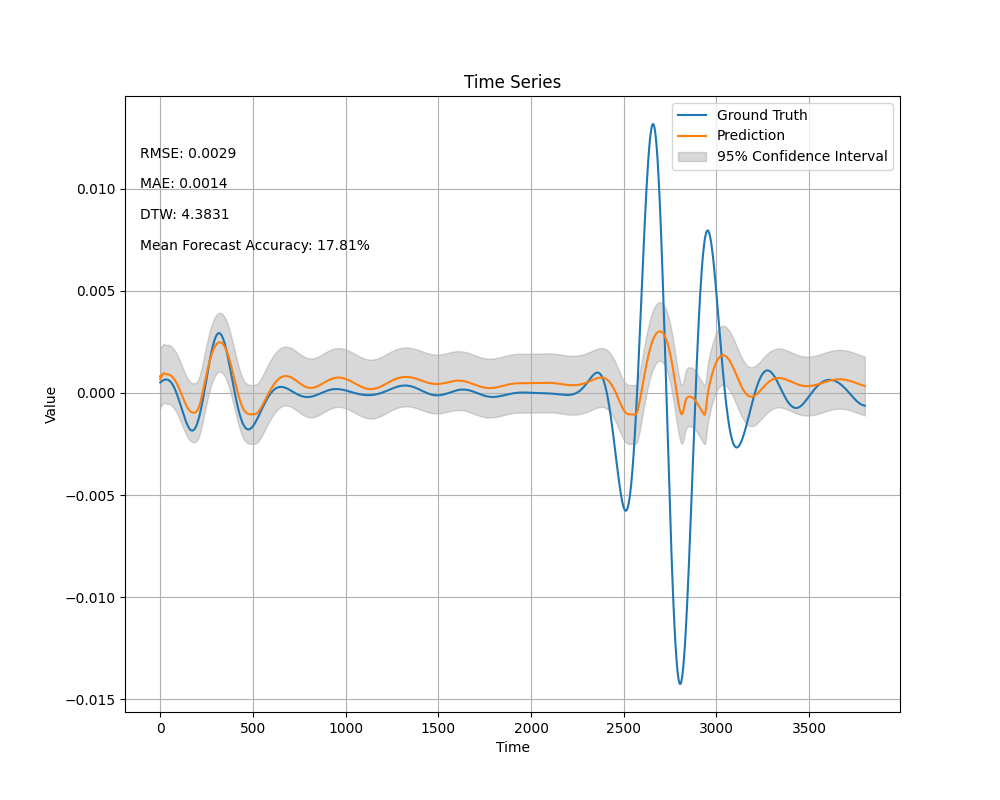 Time Series
Ground Truth
Prediction
95% Confidence Interval
RMSE: 0.0029
MAE: 0.0014
DTW: 4.3831
Mean Forecast Accuracy: 17.81%
0.010
0.005
0.000
−0.005
−0.010
−0.015
Value
0 500 1000 1500 2000 2500 3000 3500
Time